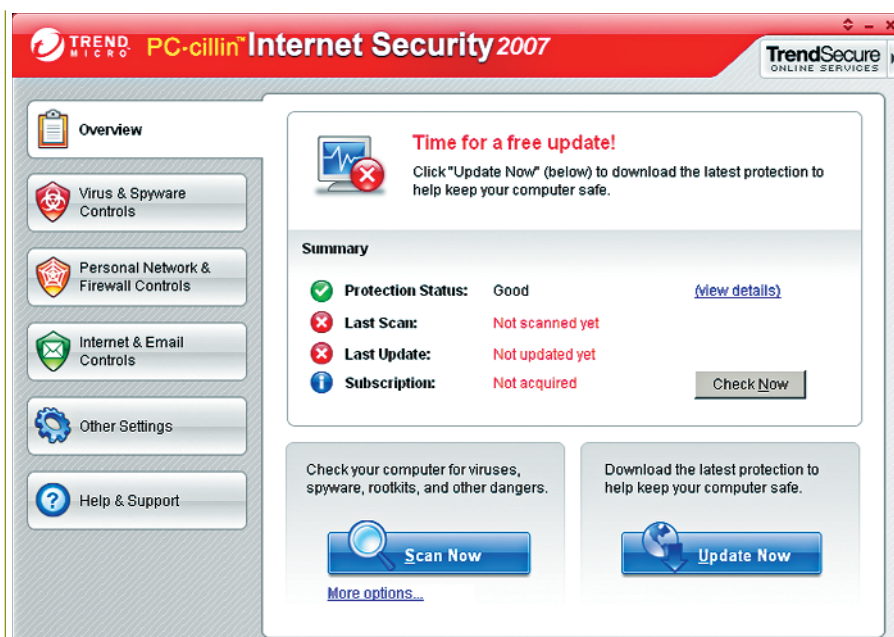 TREND MICRO PC-cillin™ Internet Security 2007
TrendSecure
ONLINE SERVICES
Overview
Virus & Spyware
Controls
Personal Network &
Firewall Controls
Internet & Email
Controls
Other Settings
Help & Support
Time for a free update!
Click "Update Now" (below) to download the latest protection to
help keep your computer safe.
Summary
Protection Status: Good (view details)
Last Scan: Not scanned yet
Last Update: Not updated yet
Subscription: Not acquired Check Now
Check your computer for viruses,
spyware, rootkits, and other dangers.
Scan Now
More options...
Download the latest protection to
help keep your computer safe.
Update Now